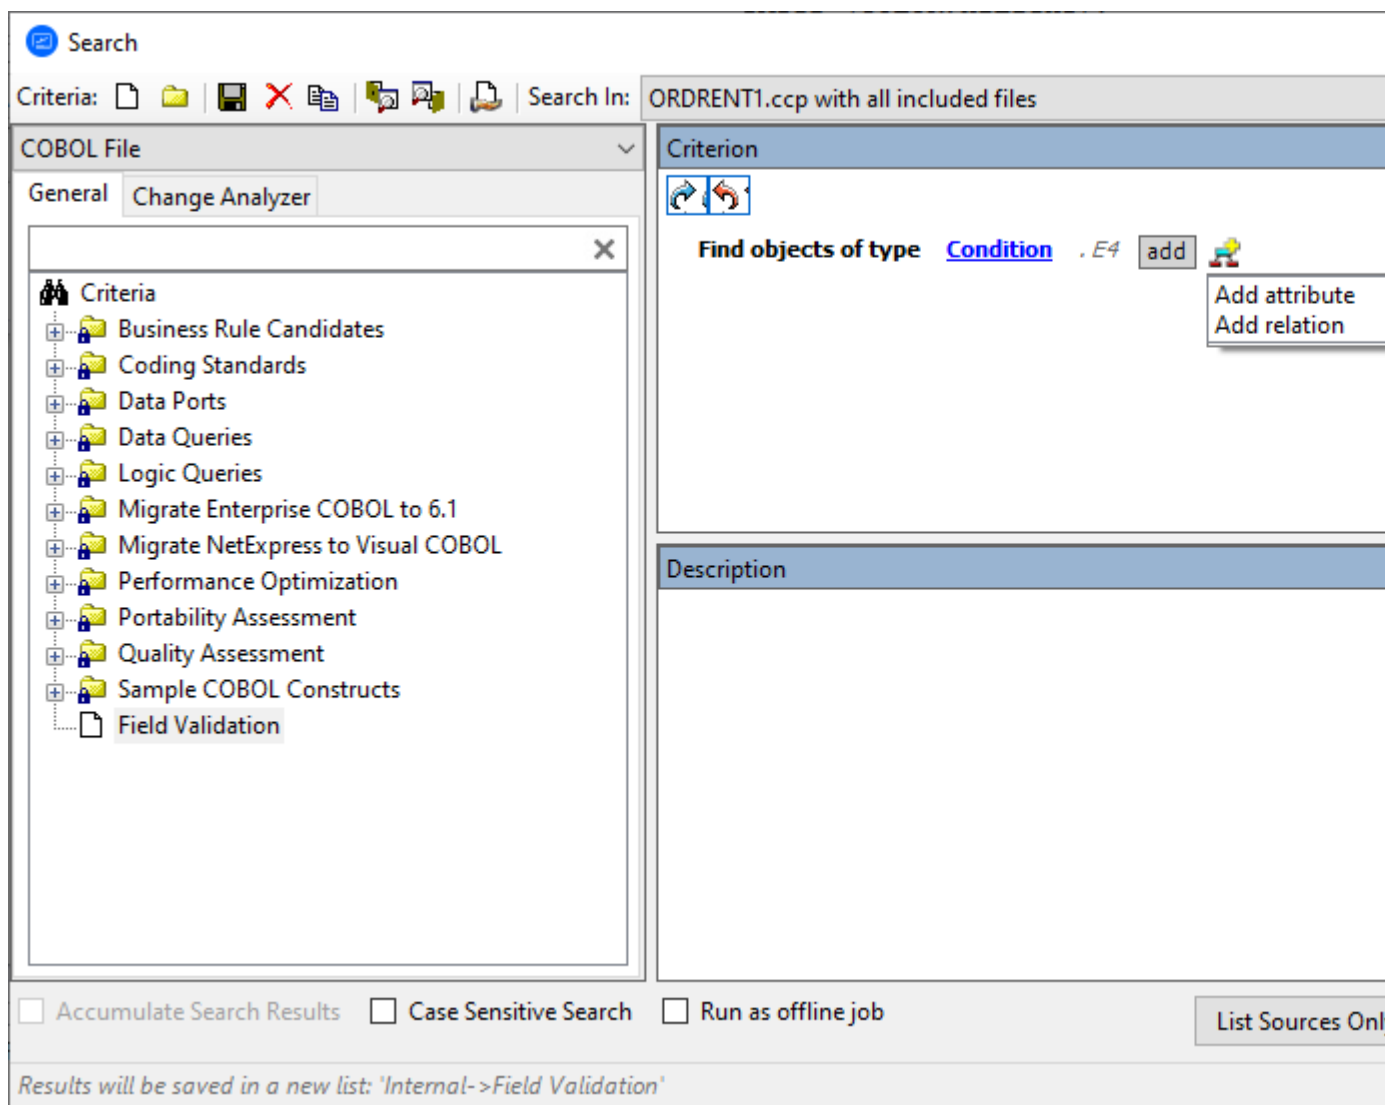 Search
Criteria:
Search In:
ORDRENT1.ccp with all included files
COBOL File
General
Change Analyzer
Criteria
Business Rule Candidates
Coding Standards
Data Ports
Data Queries
Logic Queries
Migrate Enterprise COBOL to 6.1
Migrate NetExpress to Visual COBOL
Performance Optimization
Portability Assessment
Quality Assessment
Sample COBOL Constructs
Field Validation
Criterion
Find objects of type Condition .E4 add
Add attribute
Add relation
Description
Accumulate Search Results
Case Sensitive Search
Run as offline job
List Sources Onl
Results will be saved in a new list: 'Internal->Field Validation'